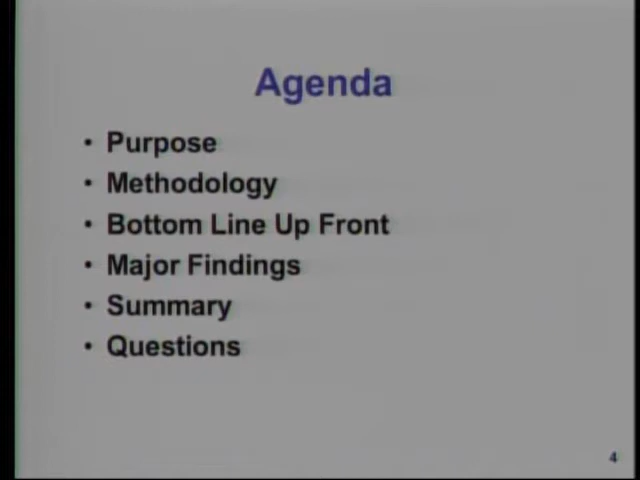 Agenda
• Purpose
• Methodology
• Bottom Line Up Front
• Major Findings
• Summary
• Questions
4